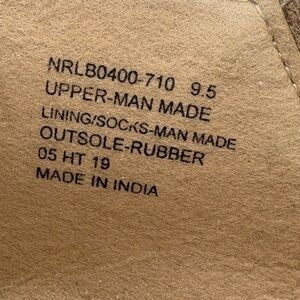 NRLB0400-710 9.5
UPPER-MAN MADE
LINING/SOCKS-MAN MADE
OUTSOLE-RUBBER
05 HT 19
MADE IN INDIA